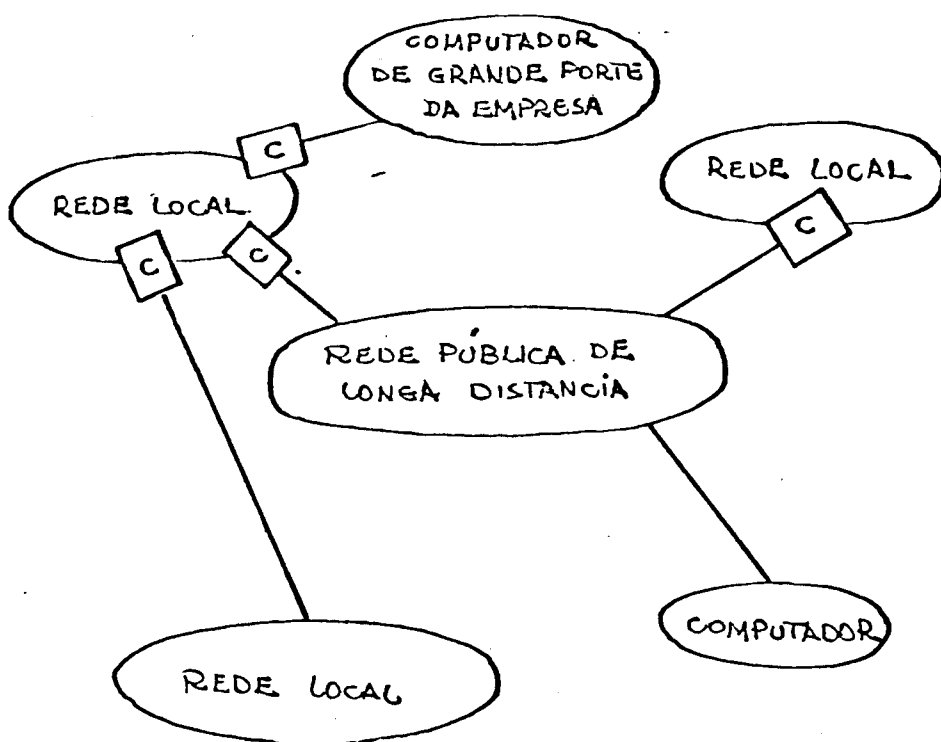 COMPUTADOR
DE GRANDE PORTE
DA EMPRESA
C
REDE LOCAL.
REDE LOCAL
C
C
C
REDE PÚBLICA DE
LONGA DISTANCIA
COMPUTADOR
REDE LOCAL